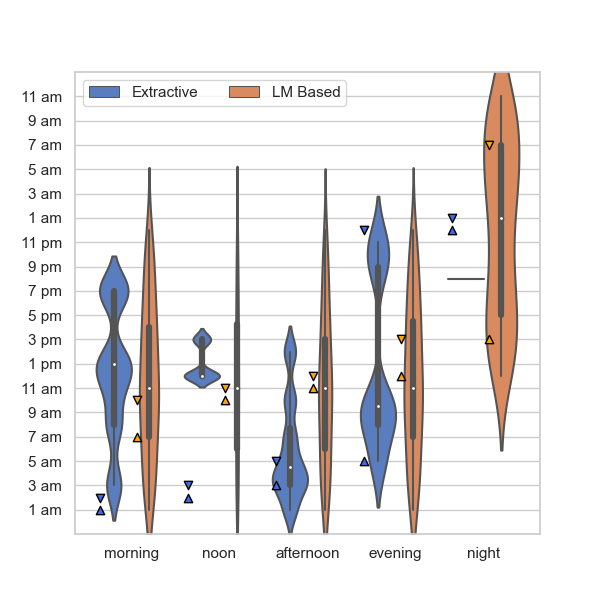 Extractive LM Based
11 am
9 am
7 am
5 am
3 am
1 am
11 pm
9 pm
7 pm
5 pm
3 pm
1 pm
11 am
9 am
7 am
5 am
3 am
1 am
morning noon afternoon evening night